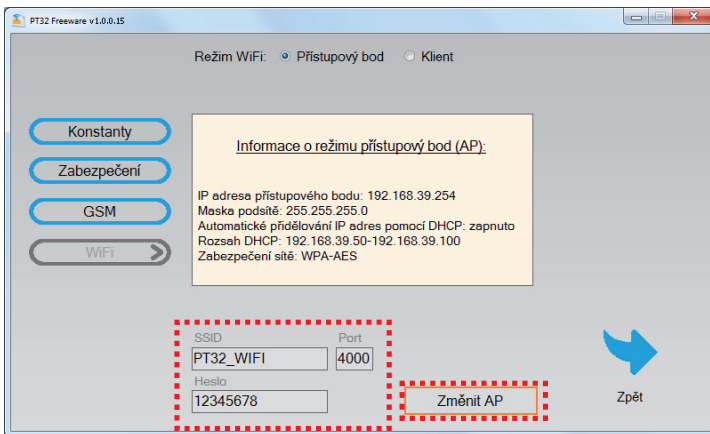 PT32 Freeware v1.0.0.15
Režim WiFi: Přístupový bod Klient
Konstanty
Zabezpečení
GSM
WiFi
Informace o režimu přístupový bod (AP):
IP adresa přístupového bodu: 192.168.39.254
Maska podsítě: 255.255.255.0
Automatické přidělování IP adres pomocí DHCP: zapnuto
Rozsah DHCP: 192.168.39.50-192.168.39.100
Zabezpečení sítě: WPA-AES
SSID Port
PT32_WIFI 4000
Heslo
12345678
Změnit AP
Zpět